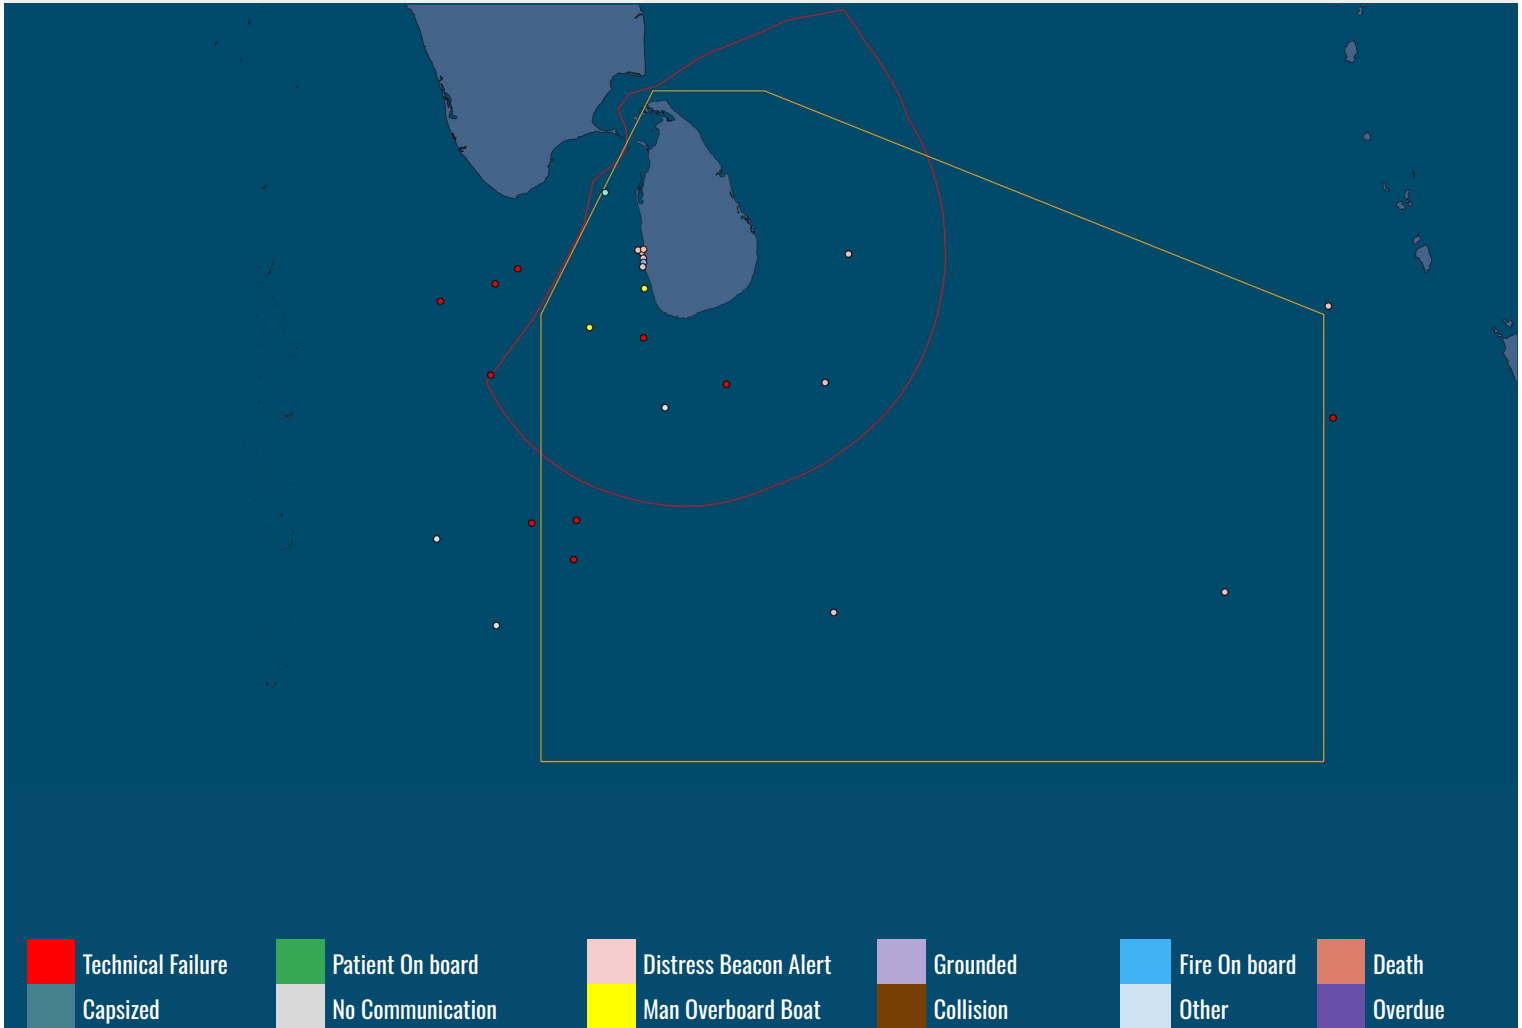 Technical Failure Patient On board Distress Beacon Alert Grounded Fire On board Death
Capsized No Communication Man Overboard Boat Collision Other Overdue